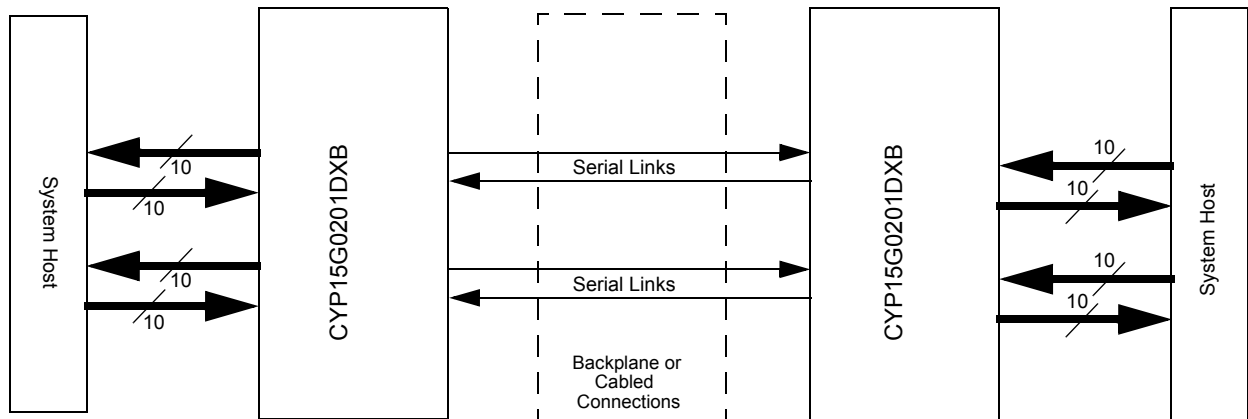 System Host
10
10
10
10
CYP15G0201DXB
Serial Links
Serial Links
Backplane or
Cabled
Connections
CYP15G0201DXB
10
10
10
10
System Host